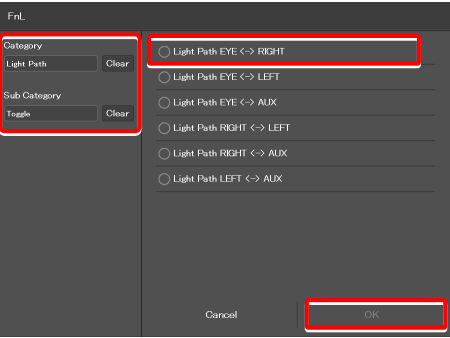 FnL
Category
Light Path Clear
Sub Category
Toggle Clear
Light Path EYE <-> RIGHT
Light Path EYE <-> LEFT
Light Path EYE <-> AUX
Light Path RIGHT <-> LEFT
Light Path RIGHT <-> AUX
Light Path LEFT <-> AUX
Cancel OK